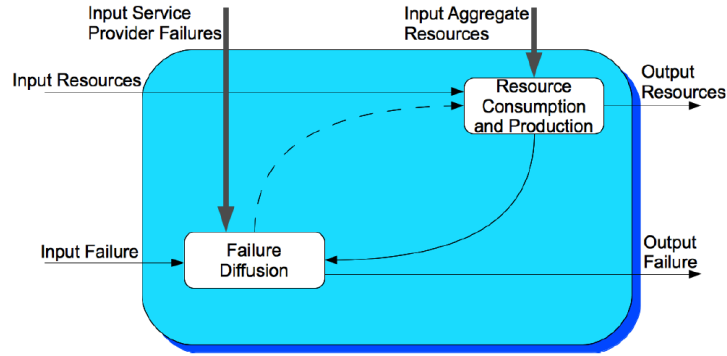 Input Service
Provider Failures
Input Aggregate
Resources
Input Resources
Resource
Consumption
and Production
Output
Resources
Input Failure
Failure
Diffusion
Output
Failure